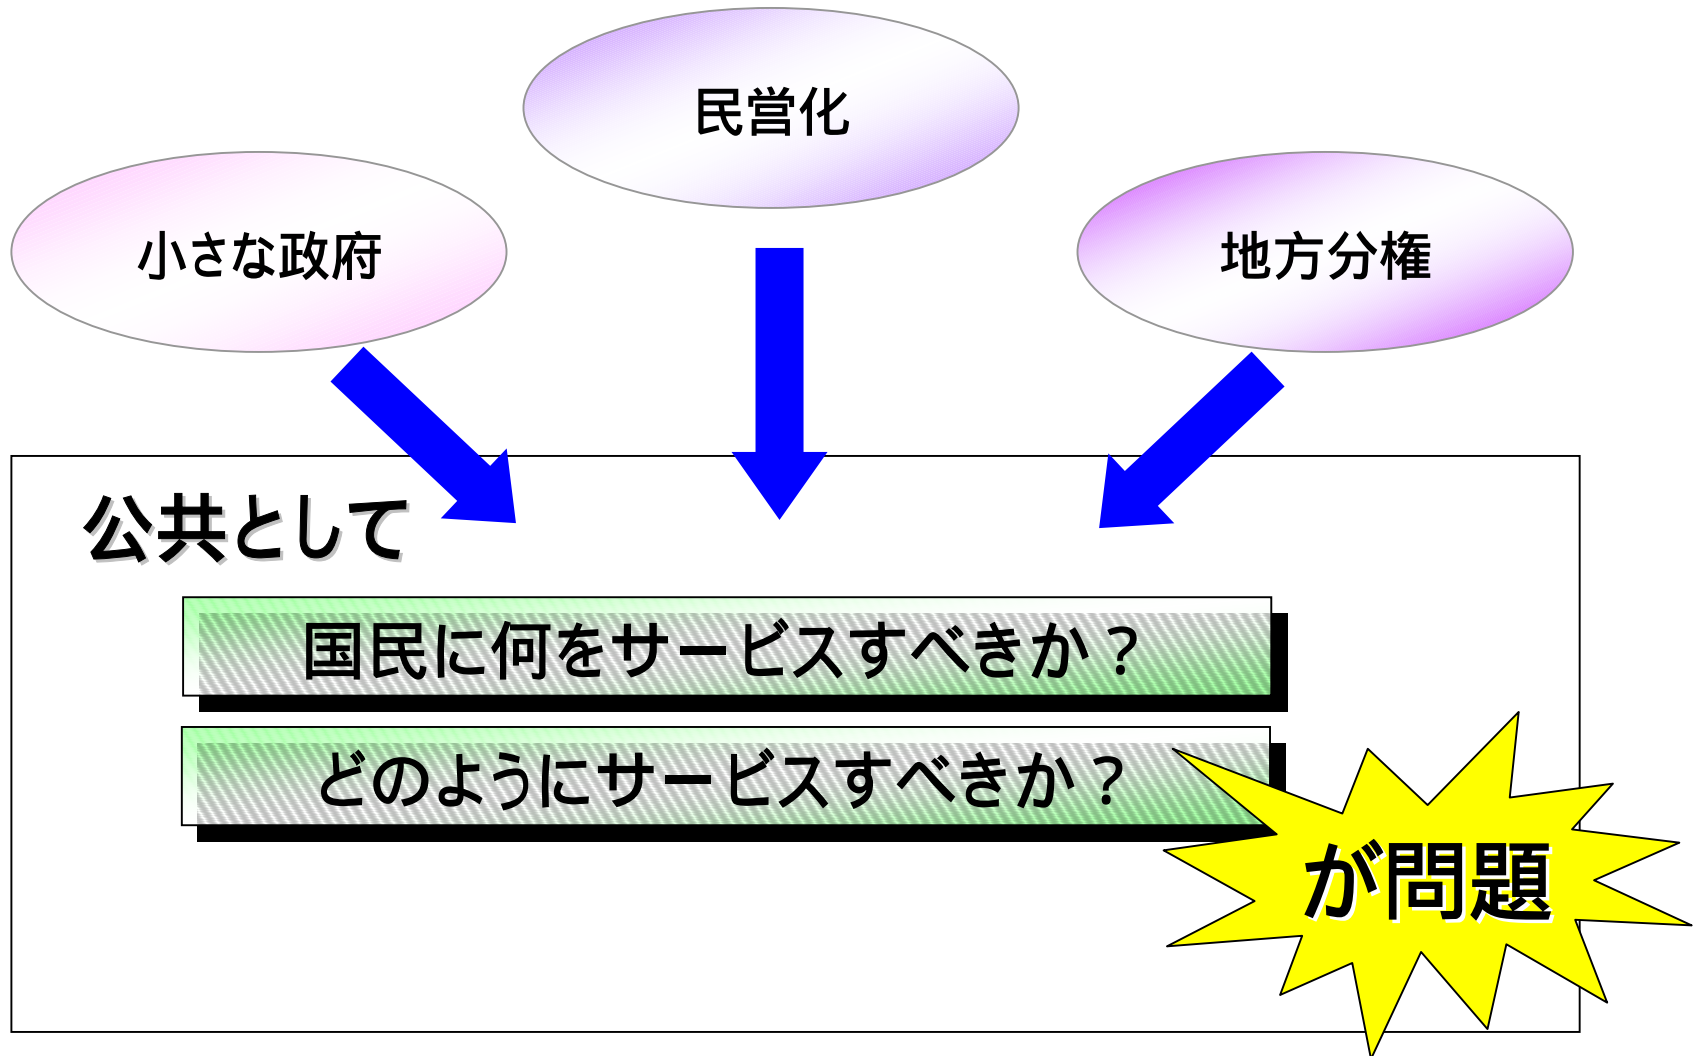 民営化
小さな政府
地方分権
公共として
国民に何をサービスすべきか？
どのようにサービスすべきか？
が問題